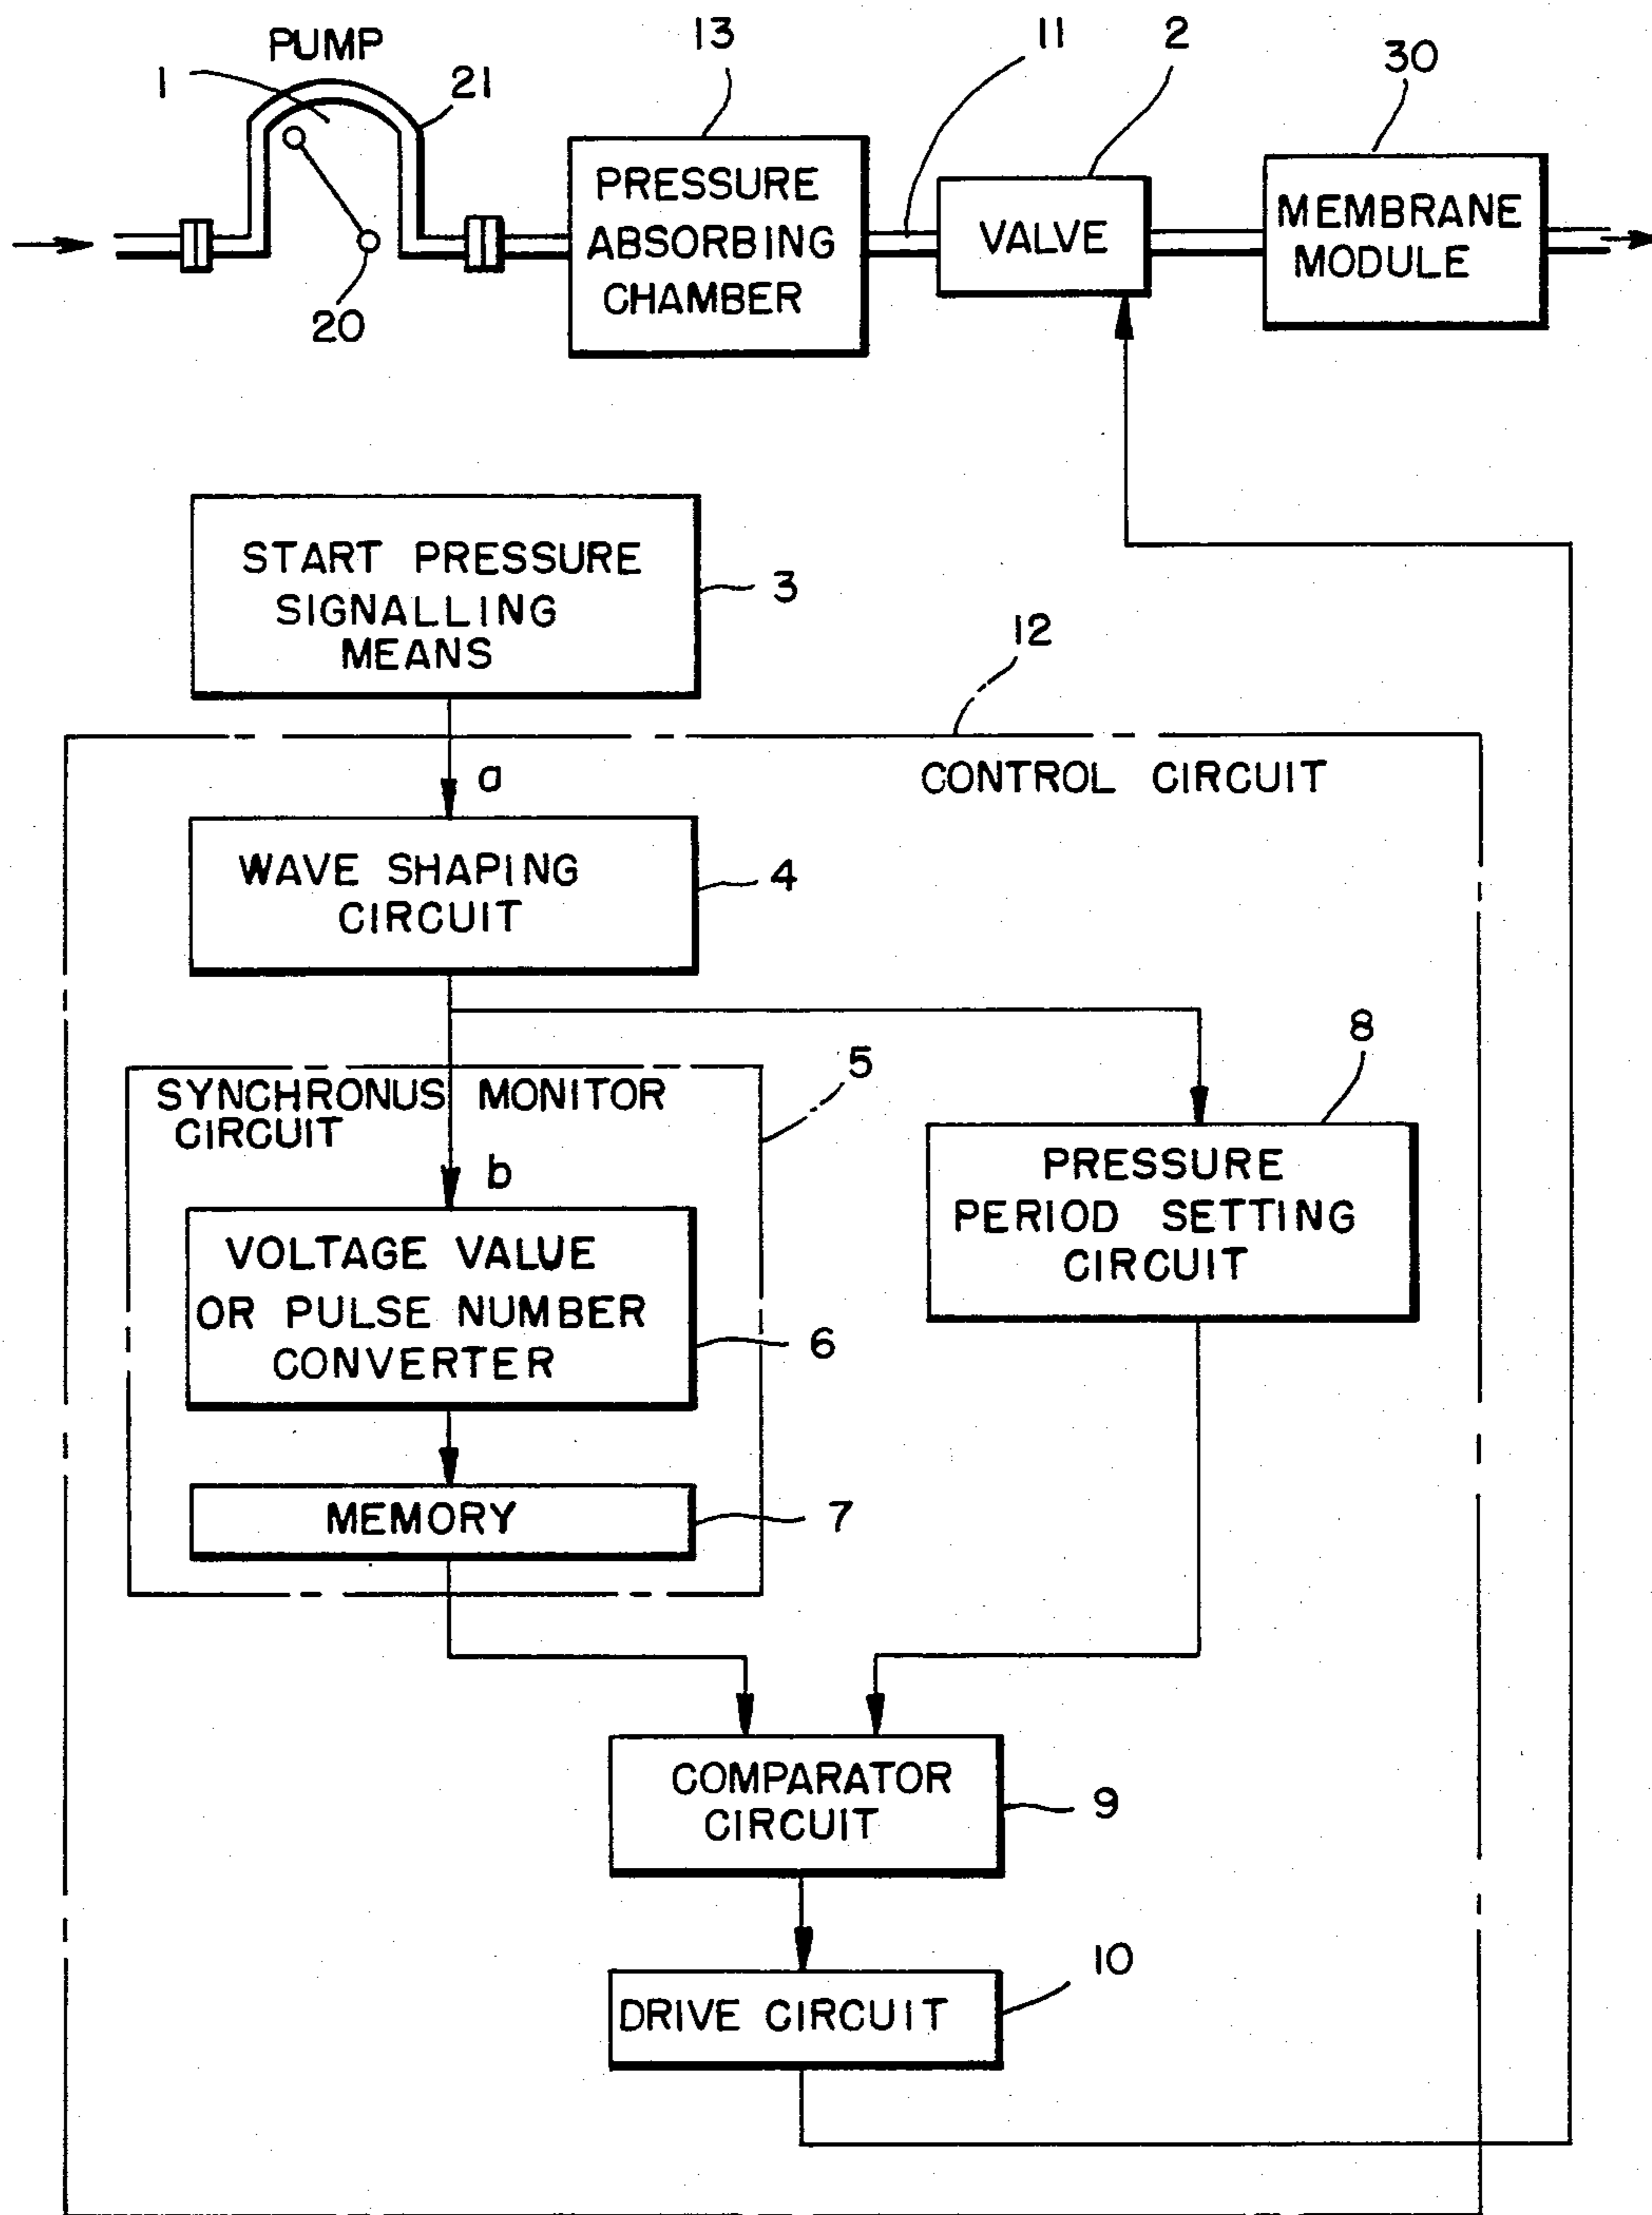 PUMP
1
21
20
13
PRESSURE
ABSORBING
CHAMBER
11
2
VALVE
30
MEMBRANE
MODULE
START PRESSURE
SIGNALLING
MEANS
3
12
CONTROL CIRCUIT
a
WAVE SHAPING
CIRCUIT
4
5
SYNCHRONUS MONITOR
CIRCUIT
b
VOLTAGE VALUE
OR PULSE NUMBER
CONVERTER
6
MEMORY
7
8
PRESSURE
PERIOD SETTING
CIRCUIT
COMPARATOR
CIRCUIT
9
DRIVE CIRCUIT
10